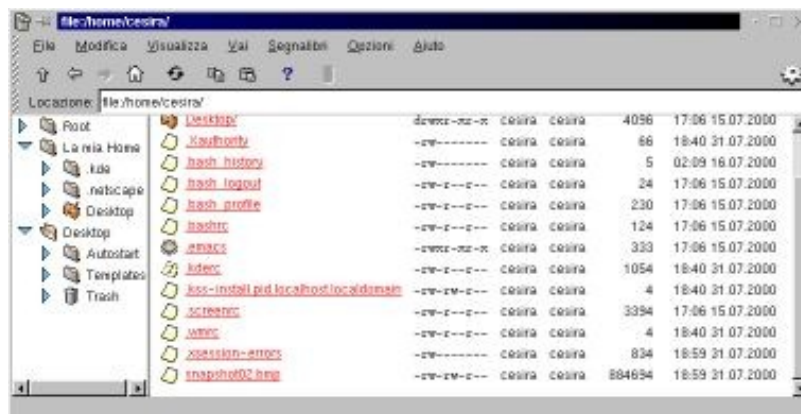 file:/home/cesira/
File Modifica Visualizza Vai Segnalibri Opzioni Aiuto
Locazione: file:/home/cesira/
Root
La mia Home
.kde
.netscape
Desktop
Desktop
Autostart
Templates
Trash
Desktop/ drwxr-xr-x cesira cesira 4096 17:06 15.07.2000
.Xauthority -rw------- cesira cesira 66 18:40 31.07.2000
.bash_history -rw------- cesira cesira 5 02:09 16.07.2000
.bash_logout -rw-r--r-- cesira cesira 24 17:06 15.07.2000
.bash_profile -rw-r--r-- cesira cesira 230 17:06 15.07.2000
.bashrc -rw-r--r-- cesira cesira 124 17:06 15.07.2000
.emacs -rwxr-xr-x cesira cesira 333 17:06 15.07.2000
.kderc -rw-r--r-- cesira cesira 1054 18:40 31.07.2000
.kss-install.pid.localhost.localdomain -rw-rw-r-- cesira cesira 4 18:40 31.07.2000
.screenrc -rw-r--r-- cesira cesira 3394 17:06 15.07.2000
.wmrc -rw-r--r-- cesira cesira 4 18:40 31.07.2000
.xsession-errors -rw------- cesira cesira 834 18:59 31.07.2000
snapshot02.bmp -rw-rw-r-- cesira cesira 884694 18:59 31.07.2000